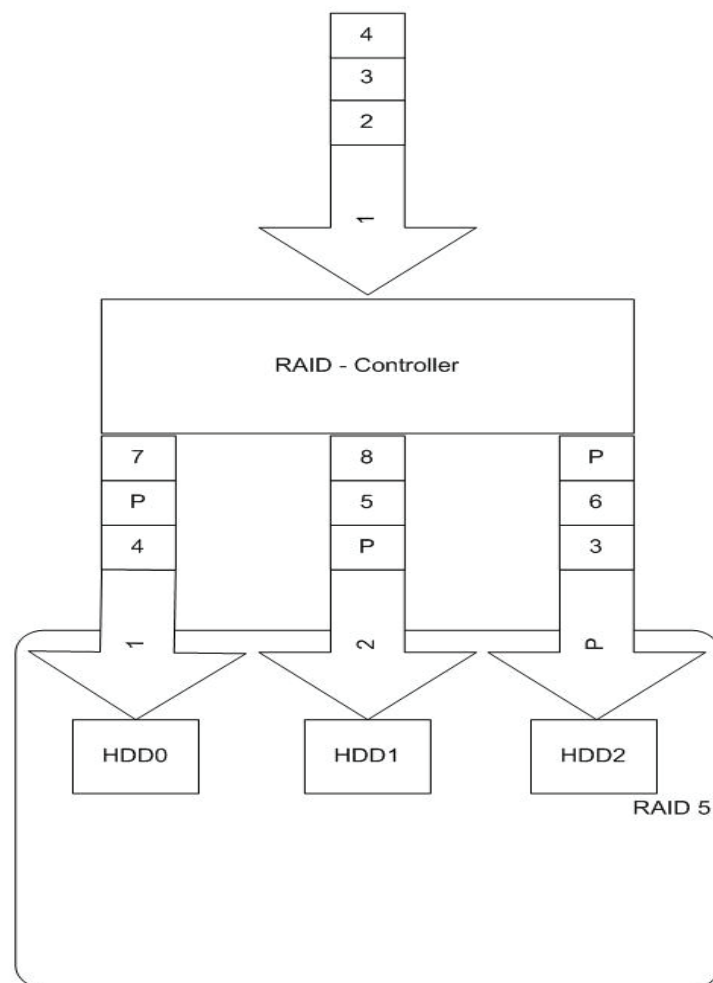 4
3
2
1
RAID - Controller
7 8 P
P 5 6
4 P 3
1 2 P
HDD0 HDD1 HDD2
RAID 5